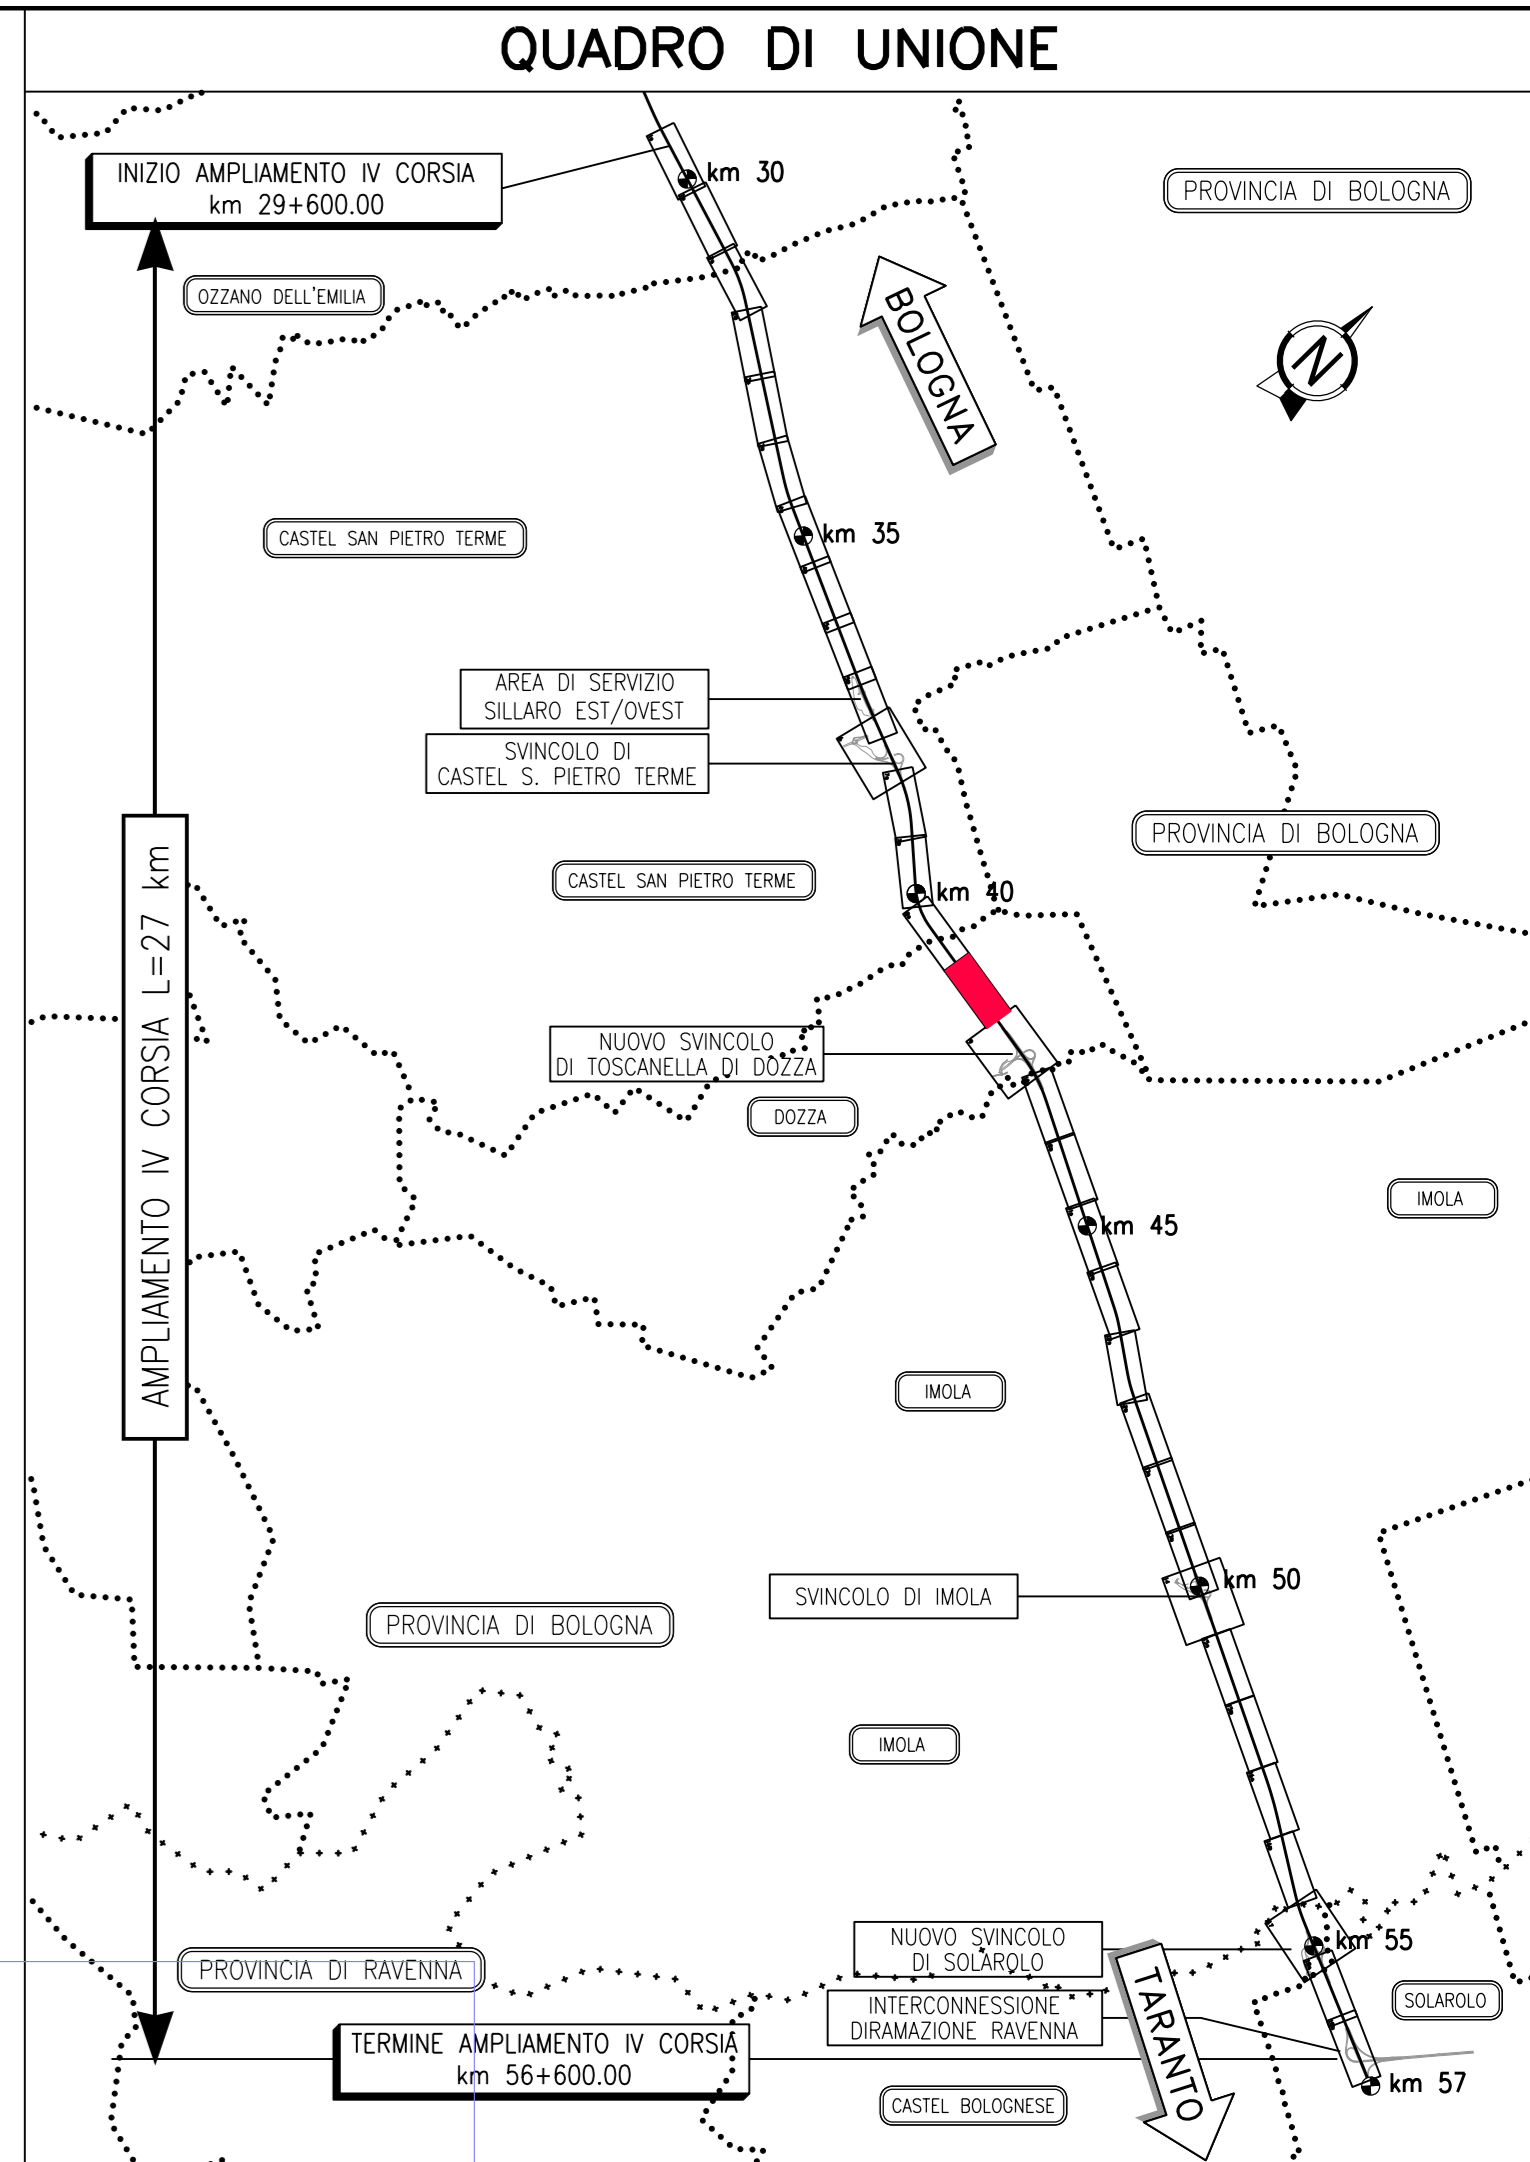 QUADRO DI UNIONE
INIZIO AMPLIAMENTO IV CORSIA
km 29+600.00
km 30
PROVINCIA DI BOLOGNA
OZZANO DELL'EMILIA
BOLOGNA
N
CASTEL SAN PIETRO TERME
km 35
AREA DI SERVIZIO
SILLARO EST/OVEST
SVINCOLO DI
CASTEL S. PIETRO TERME
PROVINCIA DI BOLOGNA
CASTEL SAN PIETRO TERME
km 40
AMPLIAMENTO IV CORSIA L=27 km
NUOVO SVINCOLO
DI TOSCANELLA DI DOZZA
DOZZA
IMOLA
km 45
IMOLA
km 50
SVINCOLO DI IMOLA
PROVINCIA DI BOLOGNA
IMOLA
NUOVO SVINCOLO
DI SOLAROLO
km 55
PROVINCIA DI RAVENNA
TARANTO
SOLAROLO
INTERCONNESSIONE
DIRAMAZIONE RAVENNA
TERMINE AMPLIAMENTO IV CORSIA
km 56+600.00
km 57
CASTEL BOLOGNESE